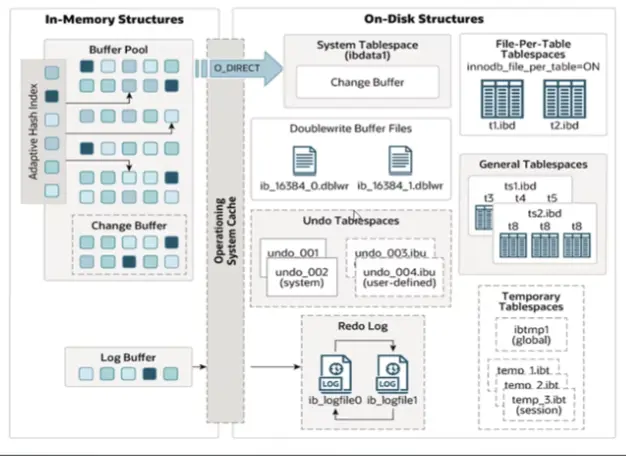 In-Memory Structures
On-Disk Structures
Buffer Pool
Adaptive Hash Index
Change Buffer
Log Buffer
Operationing
System Cache
O_DIRECT
System Tablespace
(ibdata1)
Change Buffer
Doublewrite Buffer Files
ib_16384_0.dblwr
ib_16384_1.dblwr
Undo Tablespaces
undo_001
undo_002
(system)
undo_003.ibu
undo_004.ibu
(user-defined)
Redo Log
LOG
LOG
ib_logfile0
ib_logfile1
File-Per-Table
Tablespaces
innodb_file_per_table=ON
t1.ibd
t2.ibd
General Tablespaces
ts1.ibd
t3 t4 t5
ts2.ibd
t8 t8 t8
Temporary
Tablespaces
ibtmp1
(global)
temp_1.ibt
temp_2.ibt
temp_3.ibt
(session)